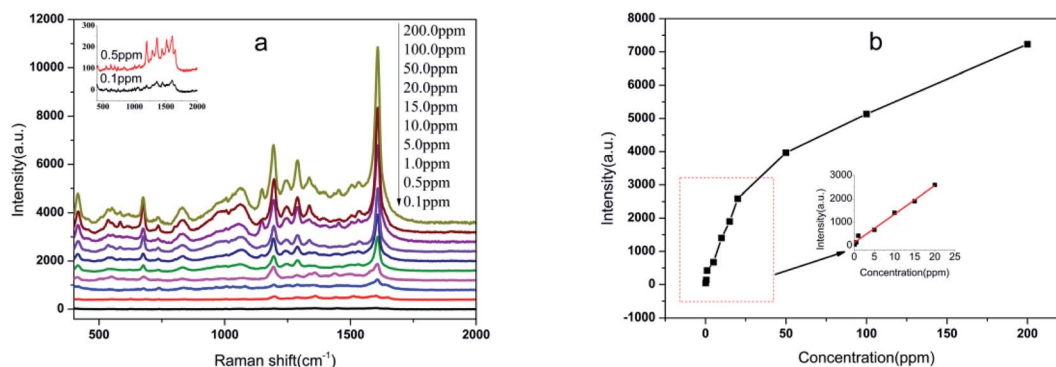 a
12000
10000
8000
6000
4000
2000
0
Intensity(a.u.)
500 1000 1500 2000
Raman shift(cm⁻¹)
300
200
100
0
0.5ppm
0.1ppm
500 1000 1500 2000
200.0ppm
100.0ppm
50.0ppm
20.0ppm
15.0ppm
10.0ppm
5.0ppm
1.0ppm
0.5ppm
0.1ppm
b
8000
7000
6000
5000
4000
3000
2000
1000
0
-1000
Intensity(a.u.)
0 50 100 150 200
Concentration(ppm)
3000
2000
1000
0
Intensity(a.u.)
0 5 10 15 20 25
Concentration(ppm)